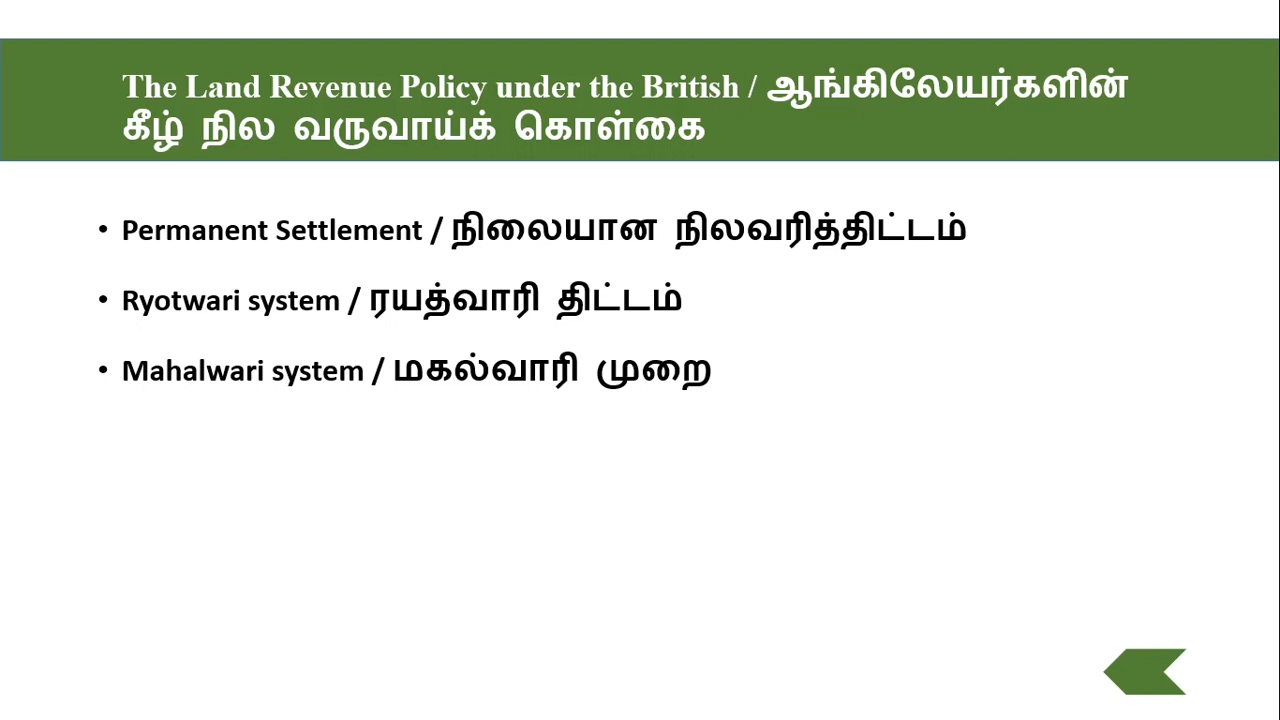 The Land Revenue Policy under the British / ஆங்கிலேயர்களின்
கீழ் நில வருவாய்க் கொள்கை
• Permanent Settlement / நிலையான நிலவரித்திட்டம்
• Ryotwari system / ரயத்வாரி திட்டம்
• Mahalwari system / மகல்வாரி முறை